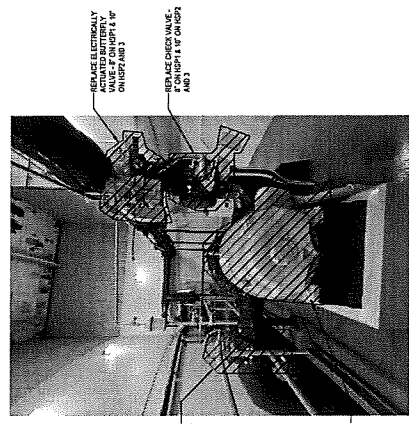 REPLACE ELECTRICALLY
ACTUATED BUTTERFLY
VALVE - 8" ON HSP1 & 10"
ON HSP2 AND 3
REPLACE CHECK VALVE -
8" ON HSP1 & 10" ON HSP2
AND 3